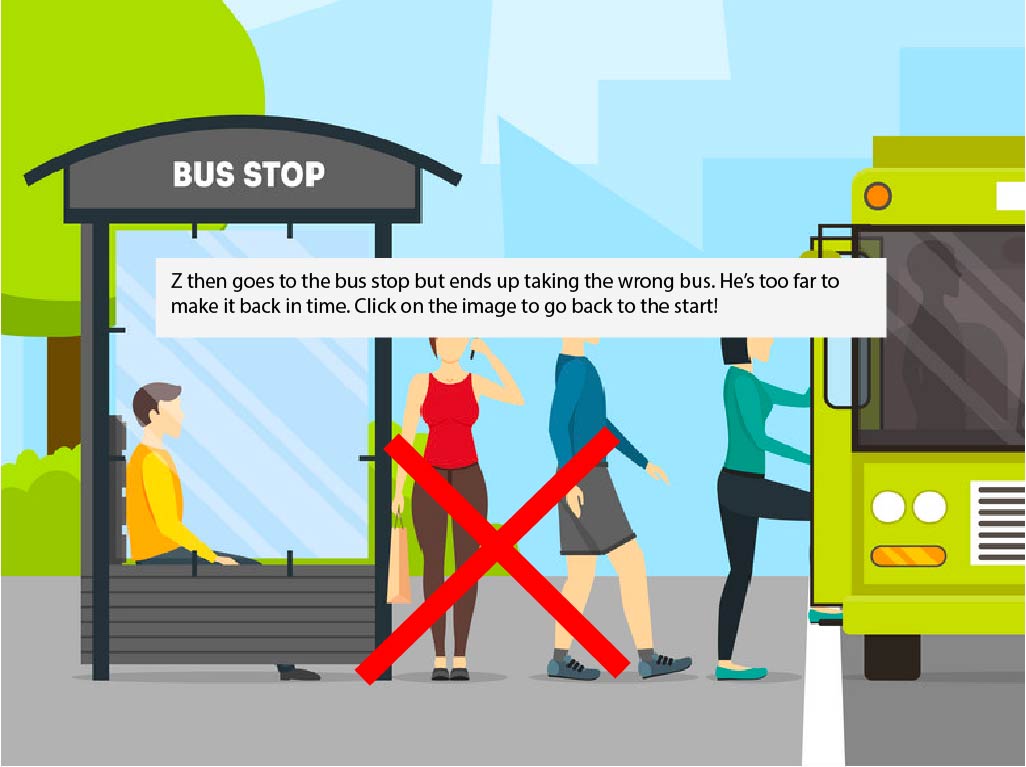 BUS STOP
Z then goes to the bus stop but ends up taking the wrong bus. He’s too far to
make it back in time. Click on the image to go back to the start!